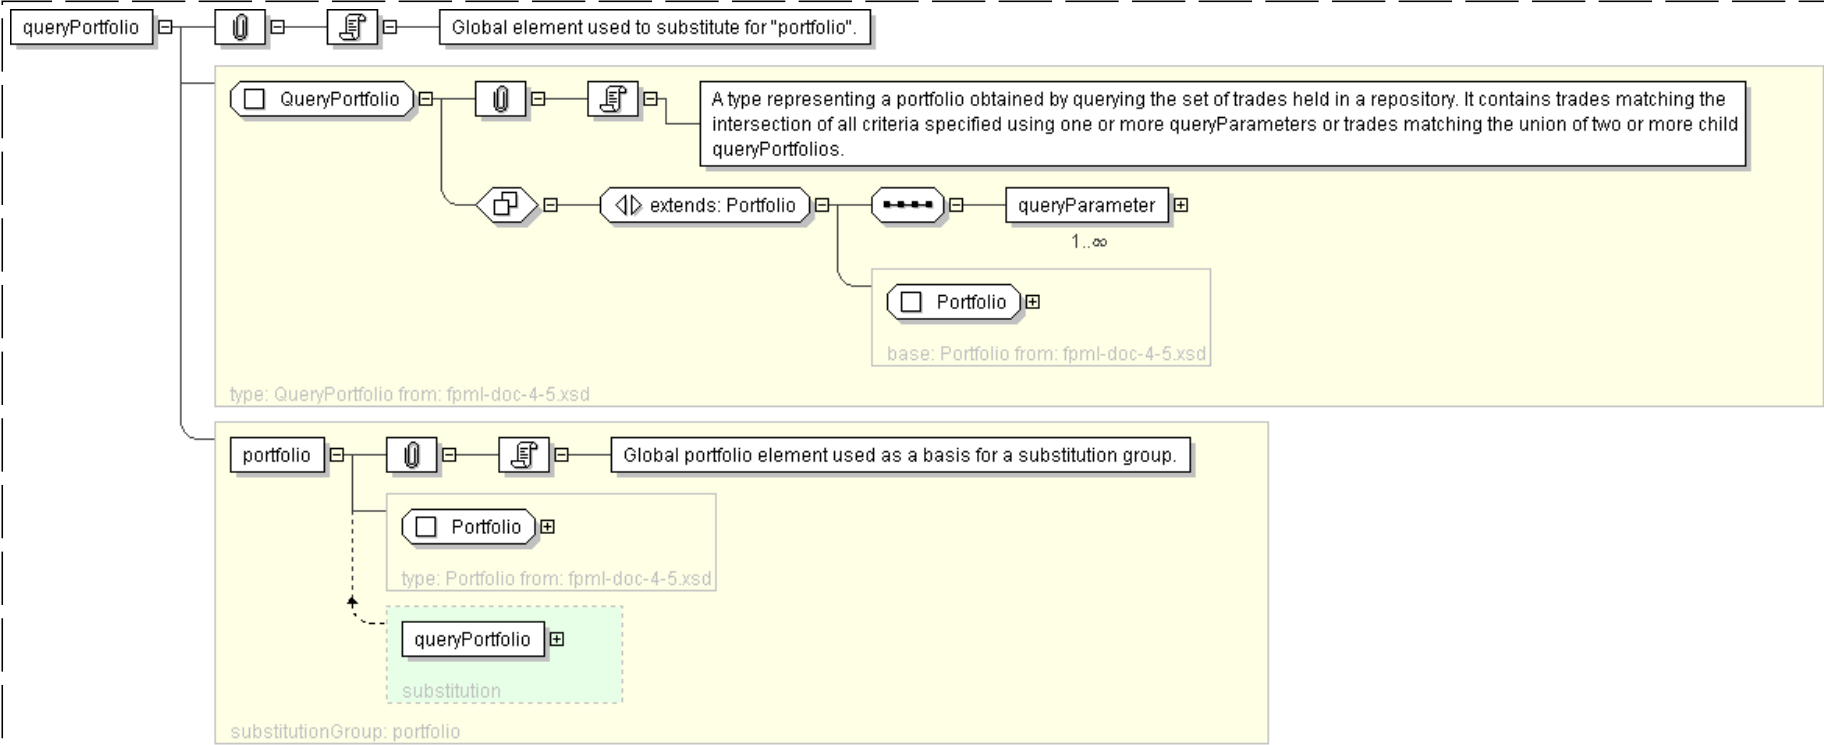 queryPortfolio
Global element used to substitute for "portfolio".
QueryPortfolio
A type representing a portfolio obtained by querying the set of trades held in a repository. It contains trades matching the
intersection of all criteria specified using one or more queryParameters or trades matching the union of two or more child
queryPortfolios.
extends: Portfolio
queryParameter
1..∞
Portfolio
base: Portfolio from: fpml-doc-4-5.xsd
type: QueryPortfolio from: fpml-doc-4-5.xsd
portfolio
Global portfolio element used as a basis for a substitution group.
Portfolio
type: Portfolio from: fpml-doc-4-5.xsd
queryPortfolio
substitution
substitutionGroup: portfolio